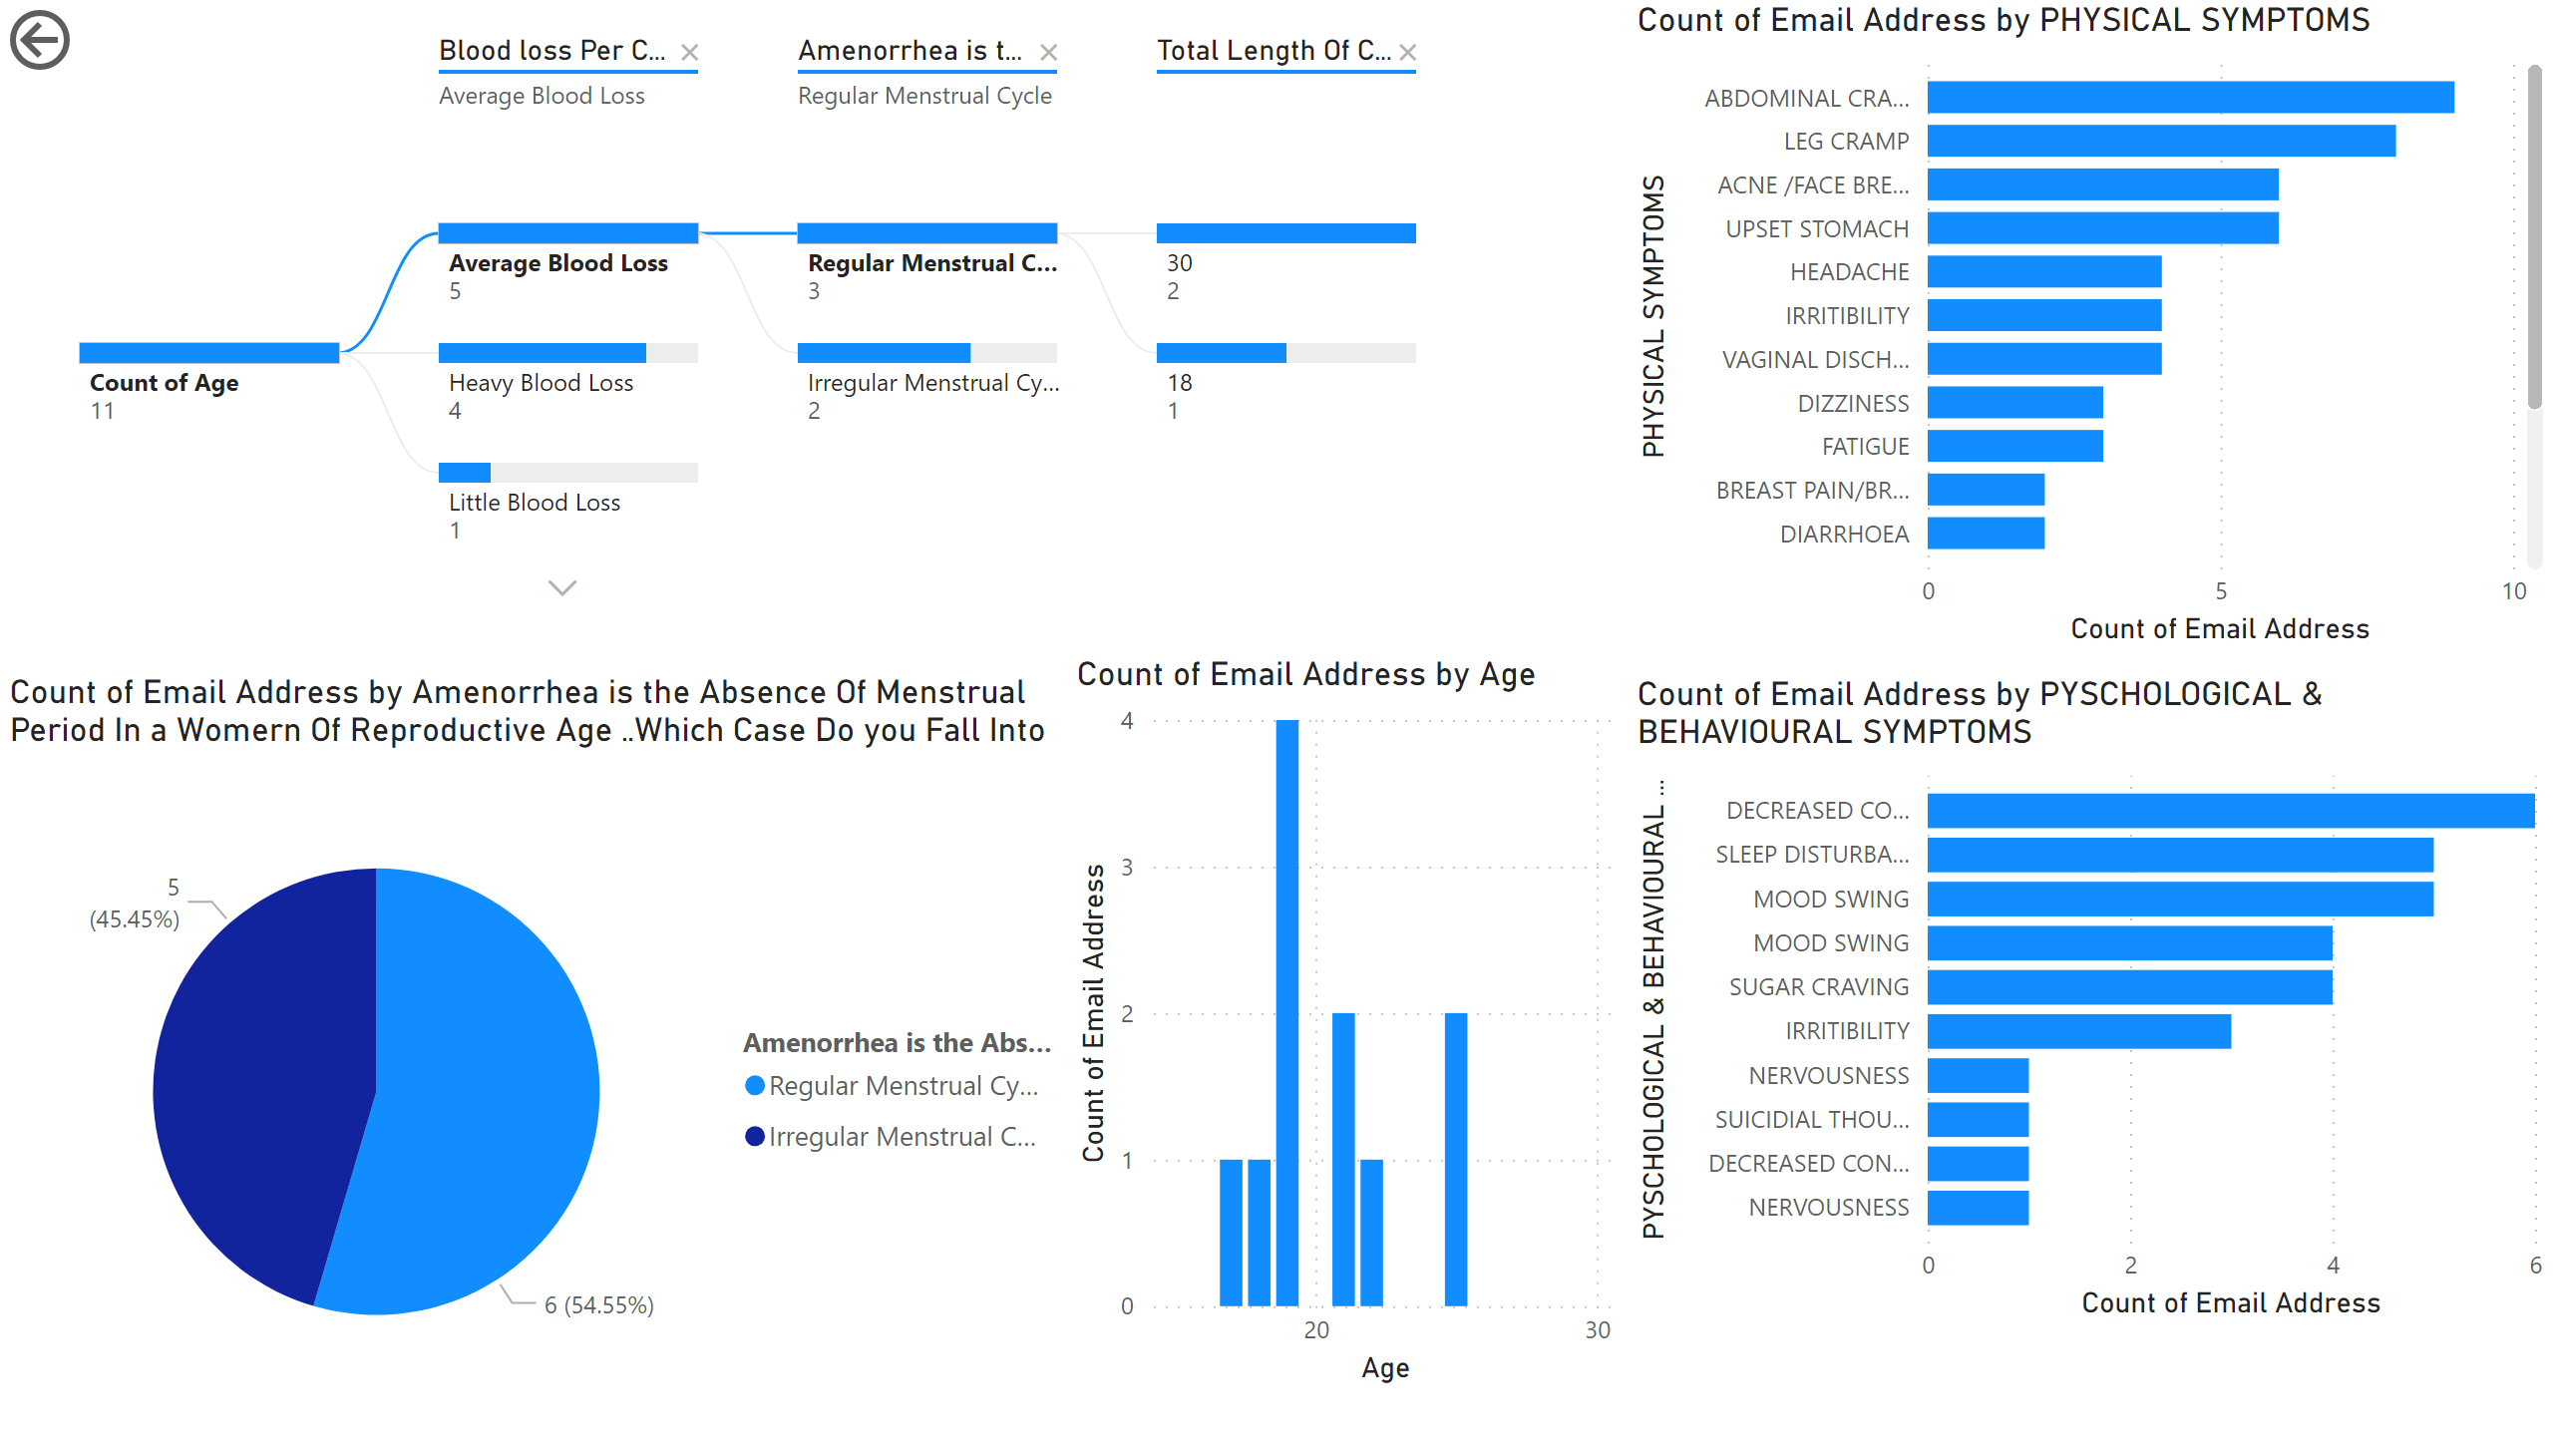 Blood loss Per C...
Average Blood Loss
Amenorrhea is t...
Regular Menstrual Cycle
Total Length Of C...
Count of Age
11
Average Blood Loss
5
Heavy Blood Loss
4
Little Blood Loss
1
Regular Menstrual C...
3
Irregular Menstrual Cy...
2
30
2
18
1
Count of Email Address by PHYSICAL SYMPTOMS
PHYSICAL SYMPTOMS
ABDOMINAL CRA...
LEG CRAMP
ACNE /FACE BRE...
UPSET STOMACH
HEADACHE
IRRITIBILITY
VAGINAL DISCH...
DIZZINESS
FATIGUE
BREAST PAIN/BR...
DIARRHOEA
0 5 10
Count of Email Address
Count of Email Address by Amenorrhea is the Absence Of Menstrual
Period In a Womern Of Reproductive Age ..Which Case Do you Fall Into
5
(45.45%)
6 (54.55%)
Amenorrhea is the Abs...
Regular Menstrual Cy...
Irregular Menstrual C...
Count of Email Address by Age
Count of Email Address
4
3
2
1
0
20 30
Age
Count of Email Address by PYSCHOLOGICAL &
BEHAVIOURAL SYMPTOMS
PYSCHOLOGICAL & BEHAVIOURAL ...
DECREASED CO...
SLEEP DISTURBA...
MOOD SWING
MOOD SWING
SUGAR CRAVING
IRRITIBILITY
NERVOUSNESS
SUICIDIAL THOU...
DECREASED CON...
NERVOUSNESS
0 2 4 6
Count of Email Address